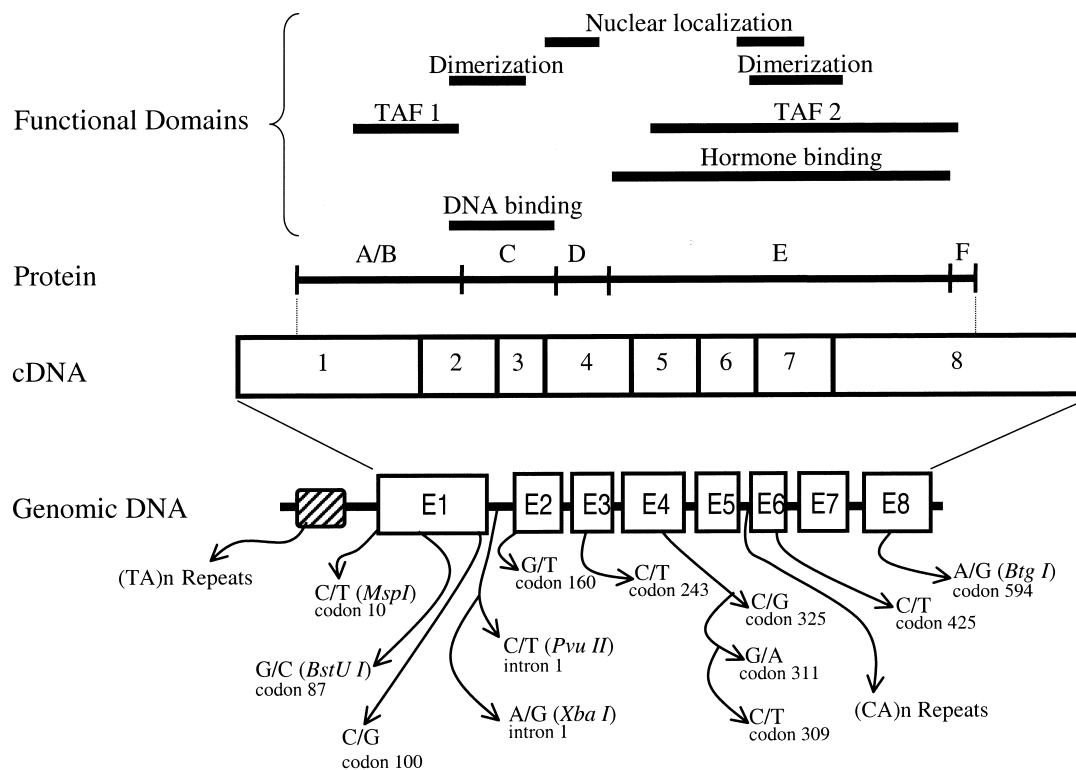 Nuclear localization
Dimerization
Dimerization
Functional Domains
TAF 1
TAF 2
Hormone binding
DNA binding
Protein
A/B
C
D
E
F
cDNA
1
2
3
4
5
6
7
8
Genomic DNA
E1
E2
E3
E4
E5
E6
E7
E8
(TA)n Repeats
C/T (MspI)
codon 10
G/C (BstU I)
codon 87
C/G
codon 100
C/T (Pvu II)
intron 1
A/G (Xba I)
intron 1
G/T
codon 160
C/T
codon 243
C/G
codon 325
G/A
codon 311
C/T
codon 309
(CA)n Repeats
C/T
codon 425
A/G (Btg I)
codon 594